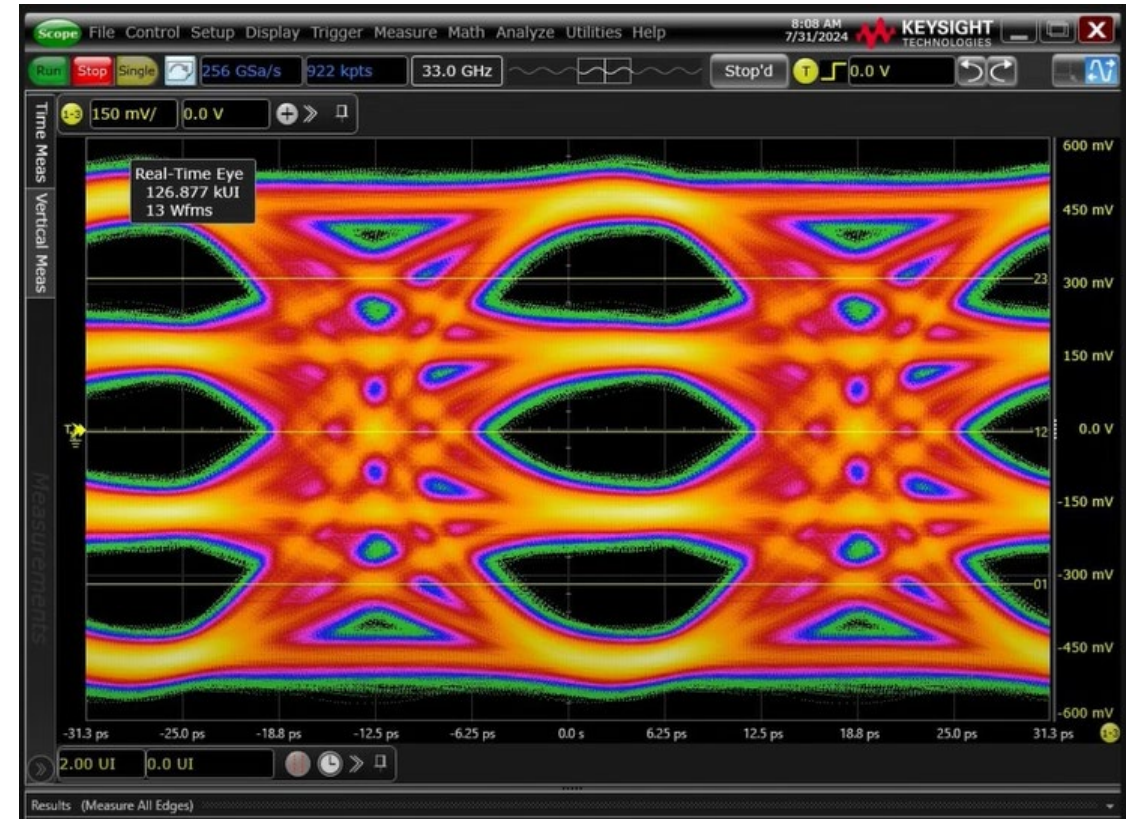 Scope File Control Setup Display Trigger Measure Math Analyze Utilities Help
8:08 AM
7/31/2024
KEYSIGHT
TECHNOLOGIES
Run Stop Single 256 GSa/s 922 kpts 33.0 GHz Stop'd T 0.0 V
1-3 150 mV/ 0.0 V
Time Meas
Vertical Meas
Measurements
Real-Time Eye
126.877 kUI
13 Wfms
600 mV
450 mV
300 mV
150 mV
0.0 V
-150 mV
-300 mV
-450 mV
-600 mV
23
12
01
T
-31.3 ps -25.0 ps -18.8 ps -12.5 ps -6.25 ps 0.0 s 6.25 ps 12.5 ps 18.8 ps 25.0 ps 31.3 ps 1-3
2.00 UI 0.0 UI
Results (Measure All Edges)